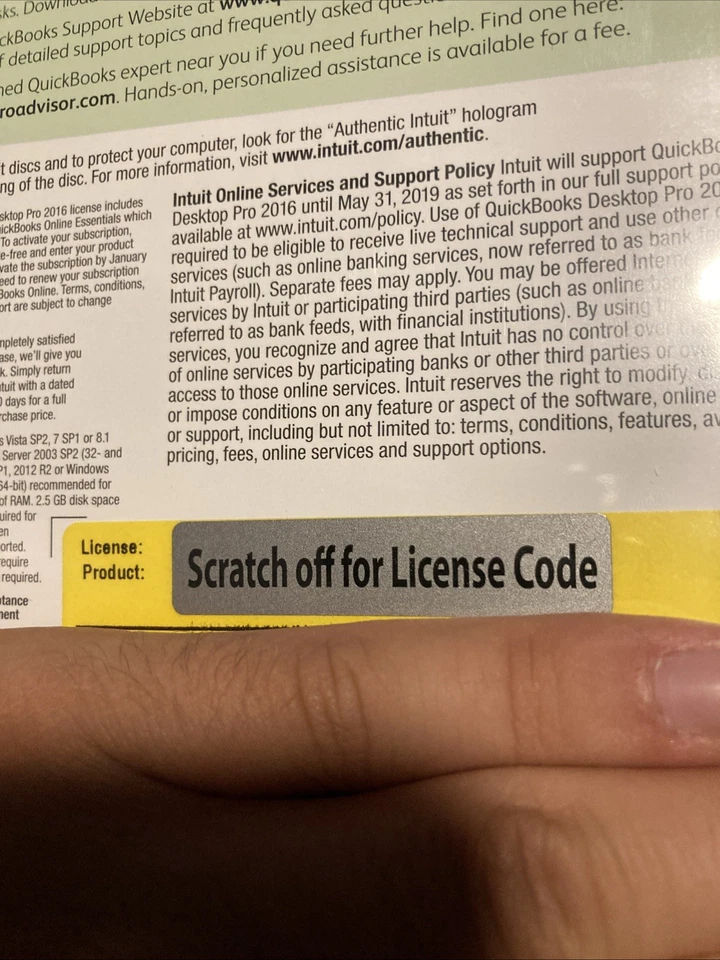 sks.
ckBooks Support Website at
f detailed support topics and frequently asked
ned QuickBooks expert near you if you need further help. Find one here:
roadvisor.com. Hands-on, personalized assistance is available for a fee.
t discs and to protect your computer, look for the “Authentic Intuit” hologram
ng of the disc. For more information, visit www.intuit.com/authentic.
sktop Pro 2016 license includes
ickBooks Online Essentials which
To activate your subscription,
e-free and enter your product
vate the subscription by January
eed to renew your subscription
Books Online. Terms, conditions,
ort are subject to change
mpletely satisfied
ase, we'll give you
k. Simply return
ntuit with a dated
0 days for a full
rchase price.
s Vista SP2, 7 SP1 or 8.1
Server 2003 SP2 (32- and
P1, 2012 R2 or Windows
64-bit) recommended for
of RAM. 2.5 GB disk space
uired for
en
orted.
equire
required.
tance
ment
Intuit Online Services and Support Policy Intuit will support QuickBo
Desktop Pro 2016 until May 31, 2019 as set forth in our full support po
available at www.intuit.com/policy. Use of QuickBooks Desktop Pro 20
required to be eligible to receive live technical support and use other
services (such as online banking services, now referred to as bank
Intuit Payroll). Separate fees may apply. You may be offered
services by Intuit or participating third parties (such as online
referred to as bank feeds, with financial institutions). By using
services, you recognize and agree that Intuit has no control over
of online services by participating banks or other third parties or
access to those online services. Intuit reserves the right to modify,
or impose conditions on any feature or aspect of the software, online
or support, including but not limited to: terms, conditions, features, av
pricing, fees, online services and support options.
License:
Product:
Scratch off for License Code